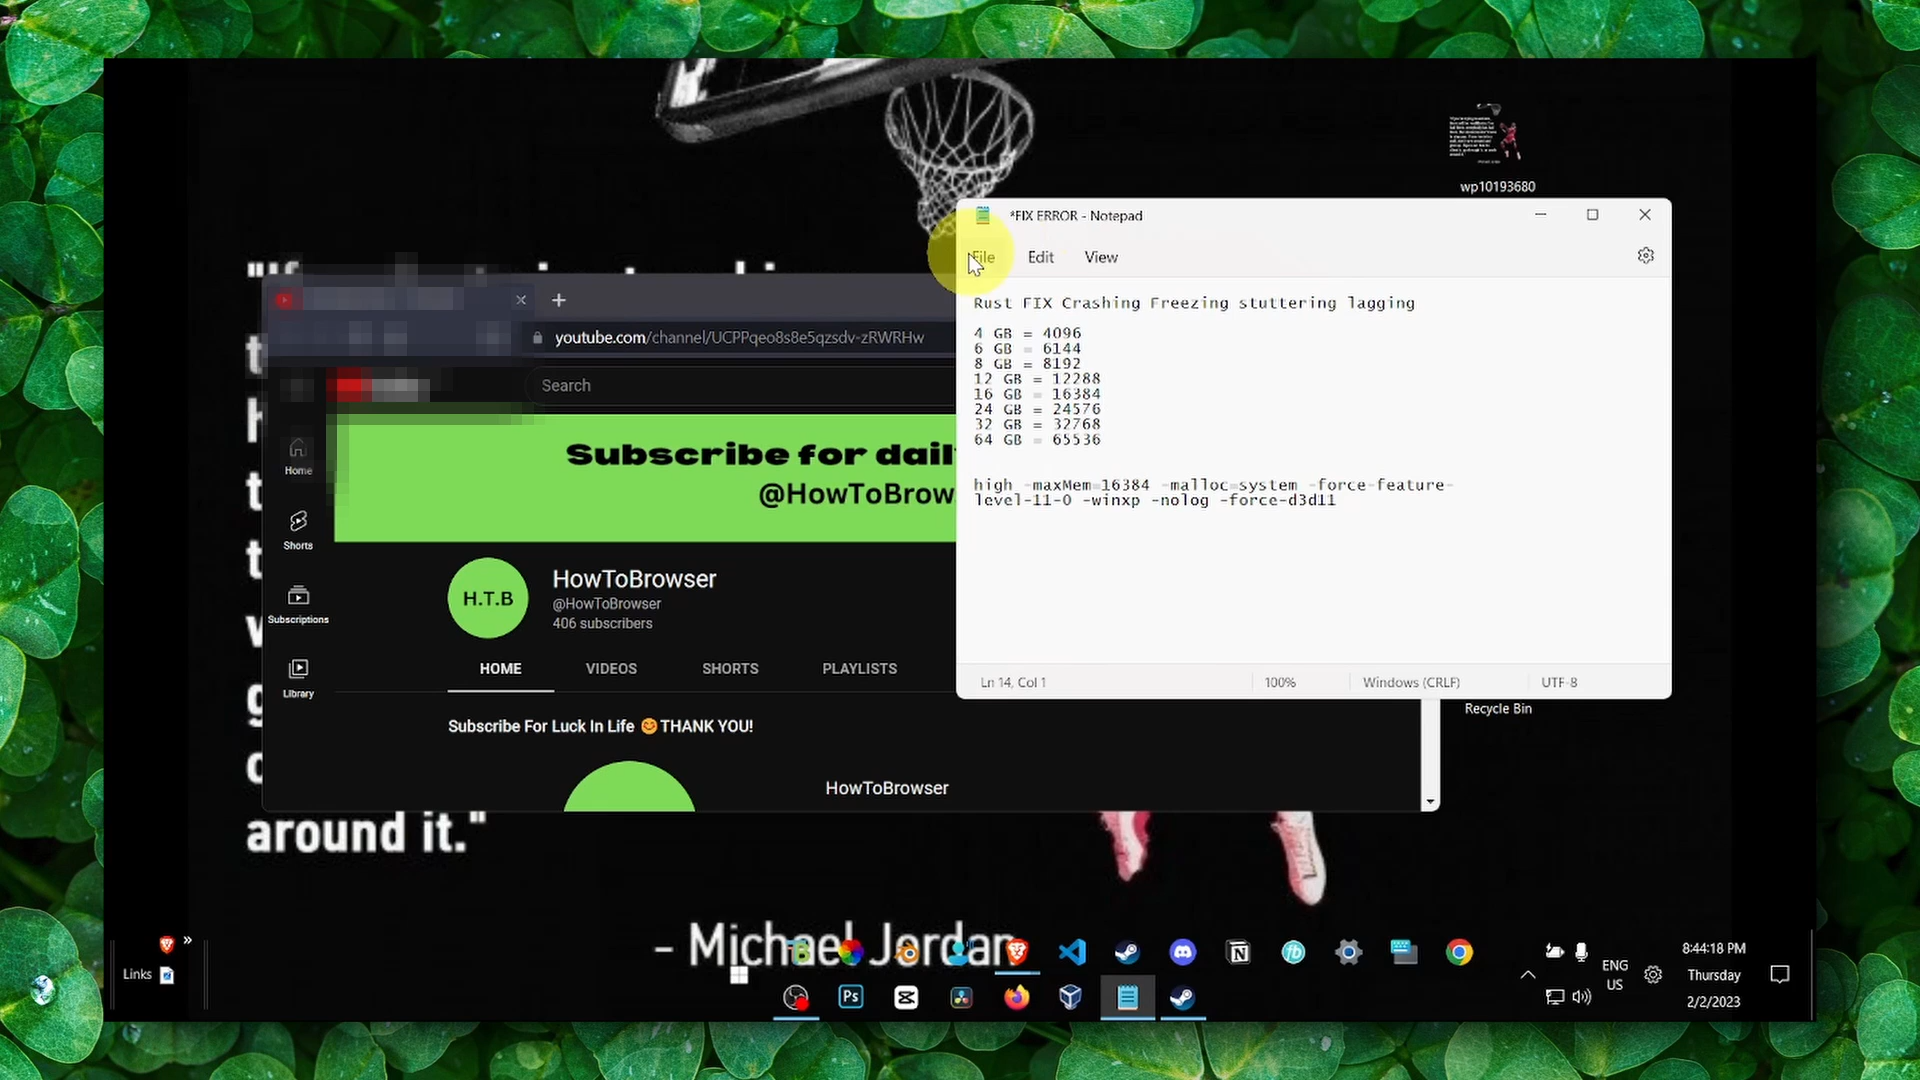 wp10193680
*FIX ERROR - Notepad
File Edit View
Rust FIX Crashing Freezing stuttering lagging
4 GB = 4096
6 GB = 6144
8 GB = 8192
12 GB = 12288
16 GB = 16384
24 GB = 24576
32 GB = 32768
64 GB = 65536
high -maxMem=16384 -malloc=system -force-feature-
level-11-0 -winxp -nolog -force-d3d11
Ln 14, Col 1 100% Windows (CRLF) UTF-8
youtube.com/channel/UCPPqeo8s8e5qzsdv-zRWRHw
Search
Subscribe for dail
@HowToBrow
Home
Shorts
Subscriptions
Library
H.T.B
HowToBrowser
@HowToBrowser
406 subscribers
HOME VIDEOS SHORTS PLAYLISTS
Subscribe For Luck In Life 😊 THANK YOU!
HowToBrowser
Recycle Bin
around it."
- Michael Jordan
Links
Ps
ENG
US
8:44:18 PM
Thursday
2/2/2023